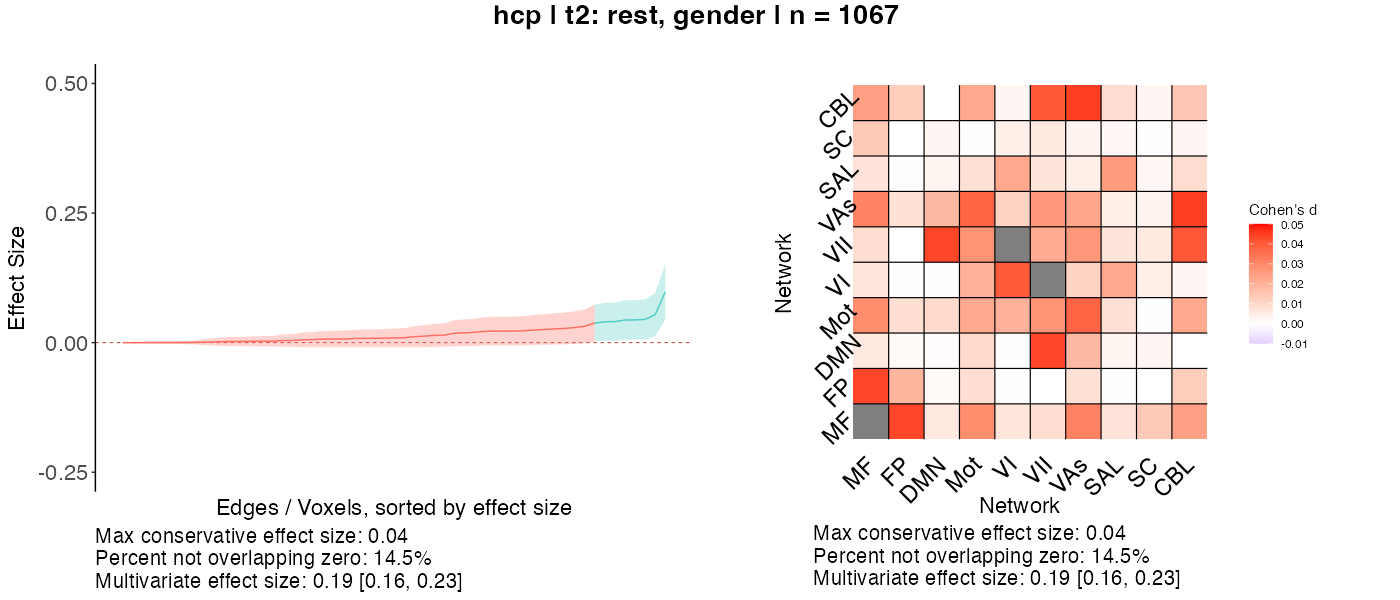 hcp | t2: rest, gender | n = 1067
0.50
0.25
0.00
-0.25
Effect Size
Edges / Voxels, sorted by effect size
Max conservative effect size: 0.04
Percent not overlapping zero: 14.5%
Multivariate effect size: 0.19 [0.16, 0.23]
Network
CBL
SC
SAL
VAs
VII
VI
Mot
DMN
FP
MF
MF
FP
DMN
Mot
VI
VII
VAs
SAL
SC
CBL
Network
Cohen's d
0.05
0.04
0.03
0.02
0.01
0.00
-0.01
Max conservative effect size: 0.04
Percent not overlapping zero: 14.5%
Multivariate effect size: 0.19 [0.16, 0.23]